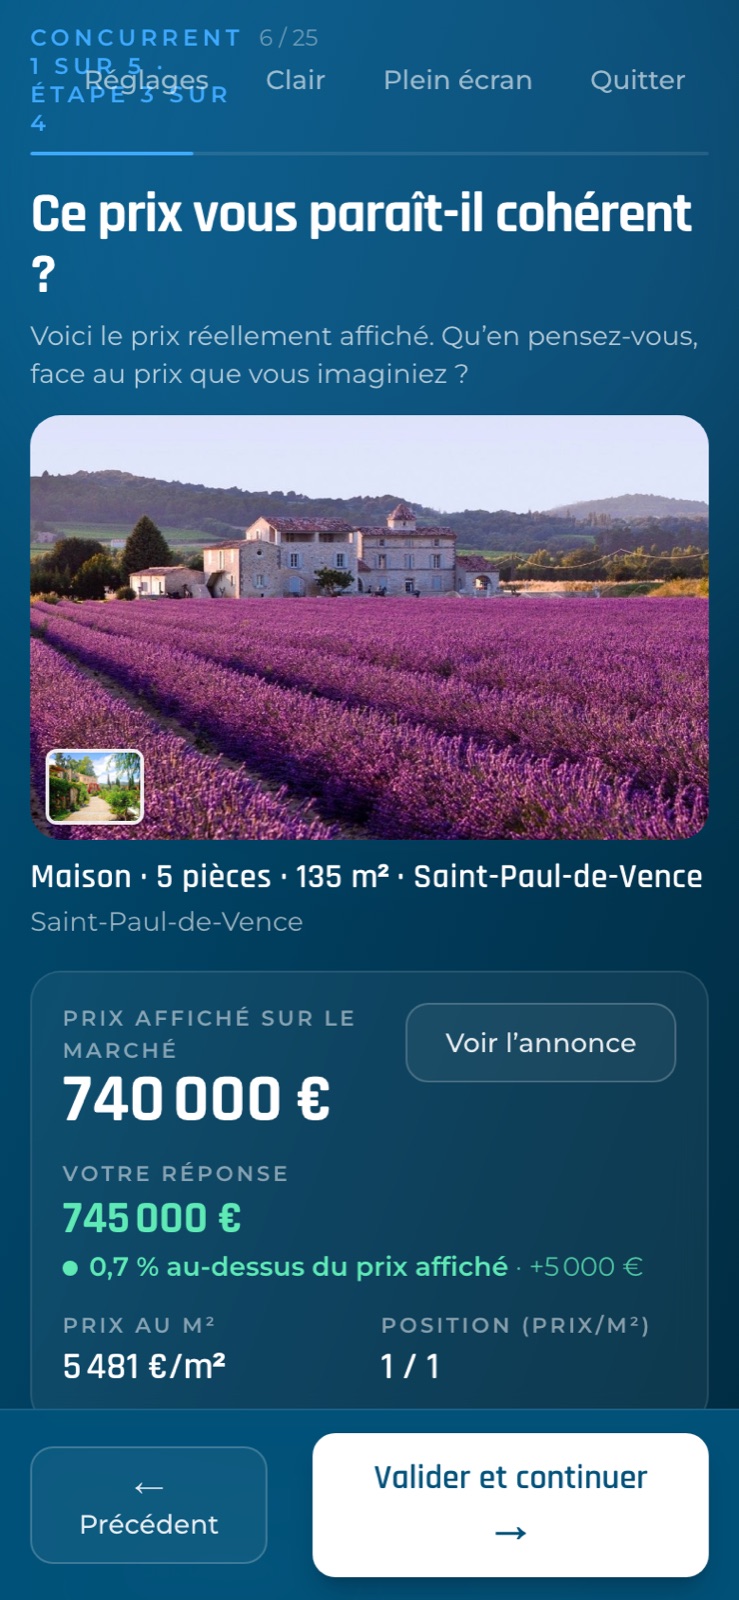 CONCURRENT 6 / 25
1 SUR 5 ·
ÉTAPE 3 SUR
4
Réglages Clair Plein écran Quitter
Ce prix vous paraît-il cohérent
?
Voici le prix réellement affiché. Qu’en pensez-vous,
face au prix que vous imaginiez ?
Maison · 5 pièces · 135 m² · Saint-Paul-de-Vence
Saint-Paul-de-Vence
PRIX AFFICHÉ SUR LE
MARCHÉ
Voir l’annonce
740 000 €
VOTRE RÉPONSE
745 000 €
0,7 % au-dessus du prix affiché · +5 000 €
PRIX AU M² POSITION (PRIX/M²)
5 481 €/m² 1 / 1
←
Précédent
Valider et continuer
→